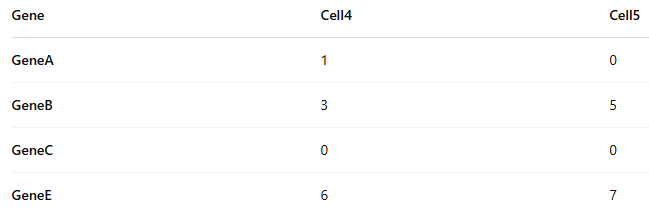 Gene Cell4 Cell5
GeneA 1 0
GeneB 3 5
GeneC 0 0
GeneE 6 7